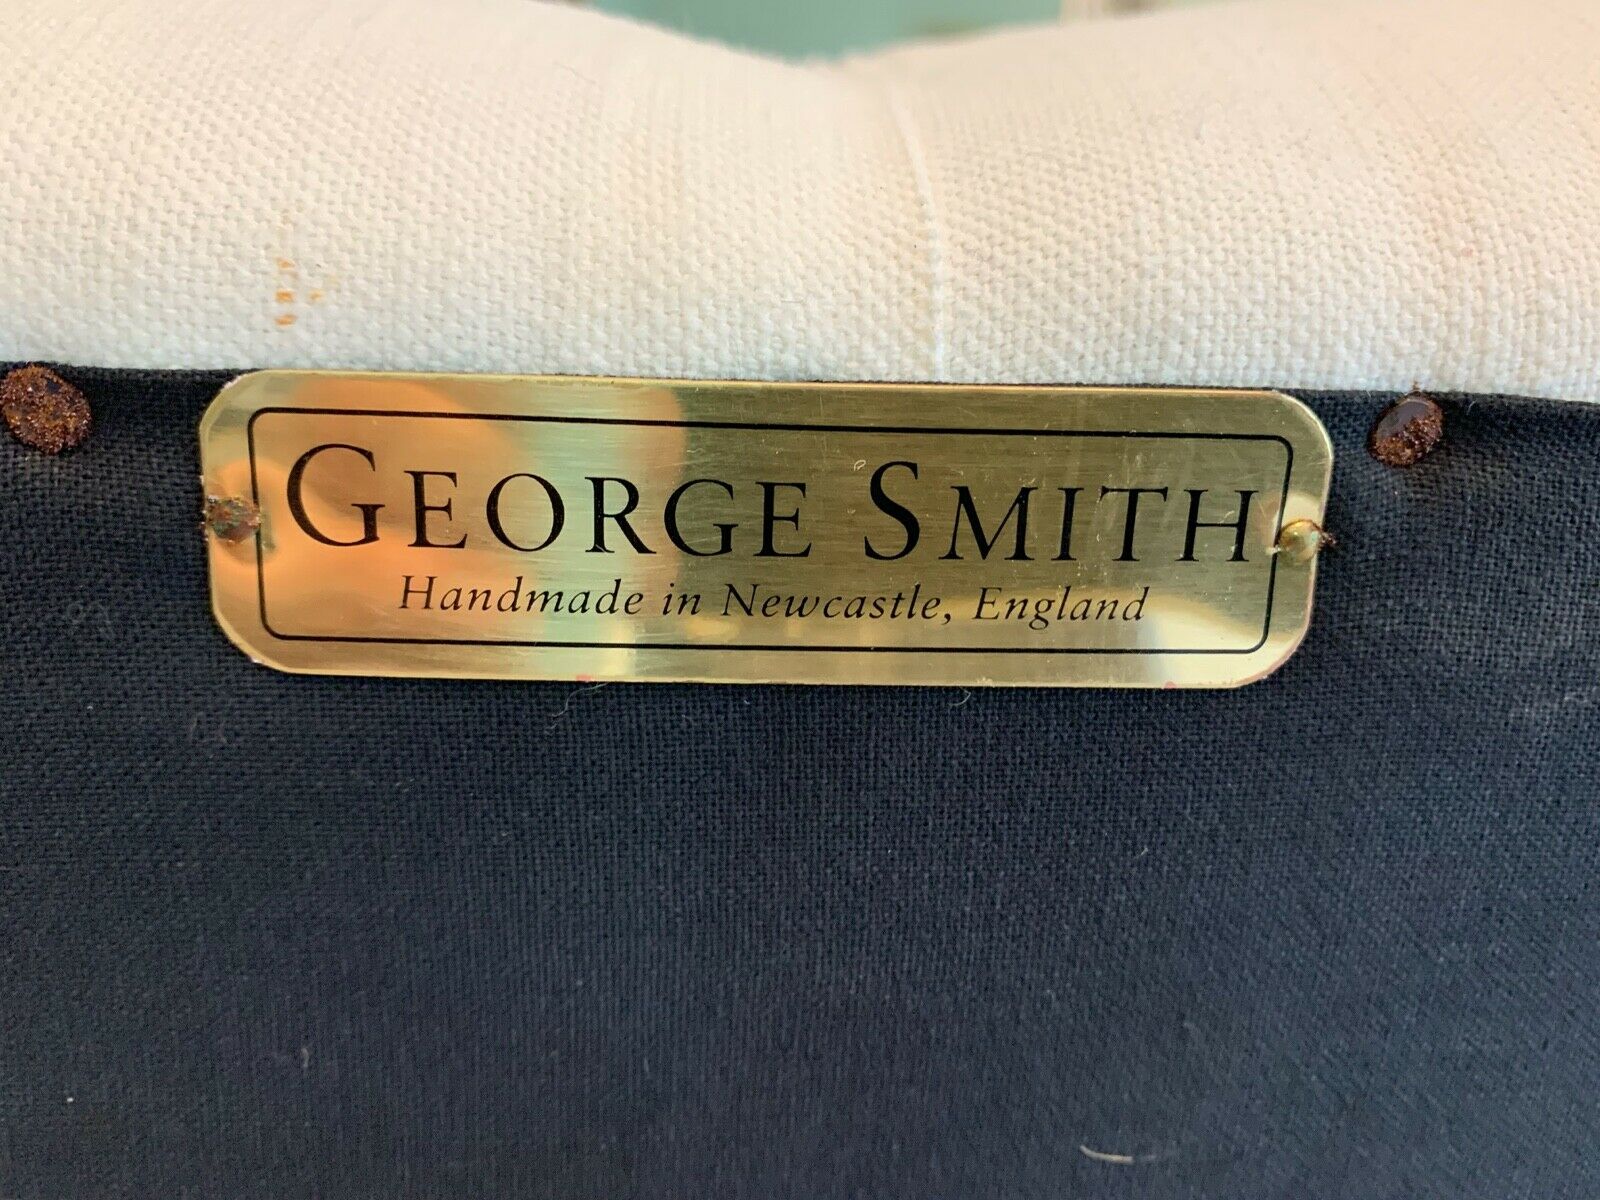 GEORGE SMITH
Handmade in Newcastle, England